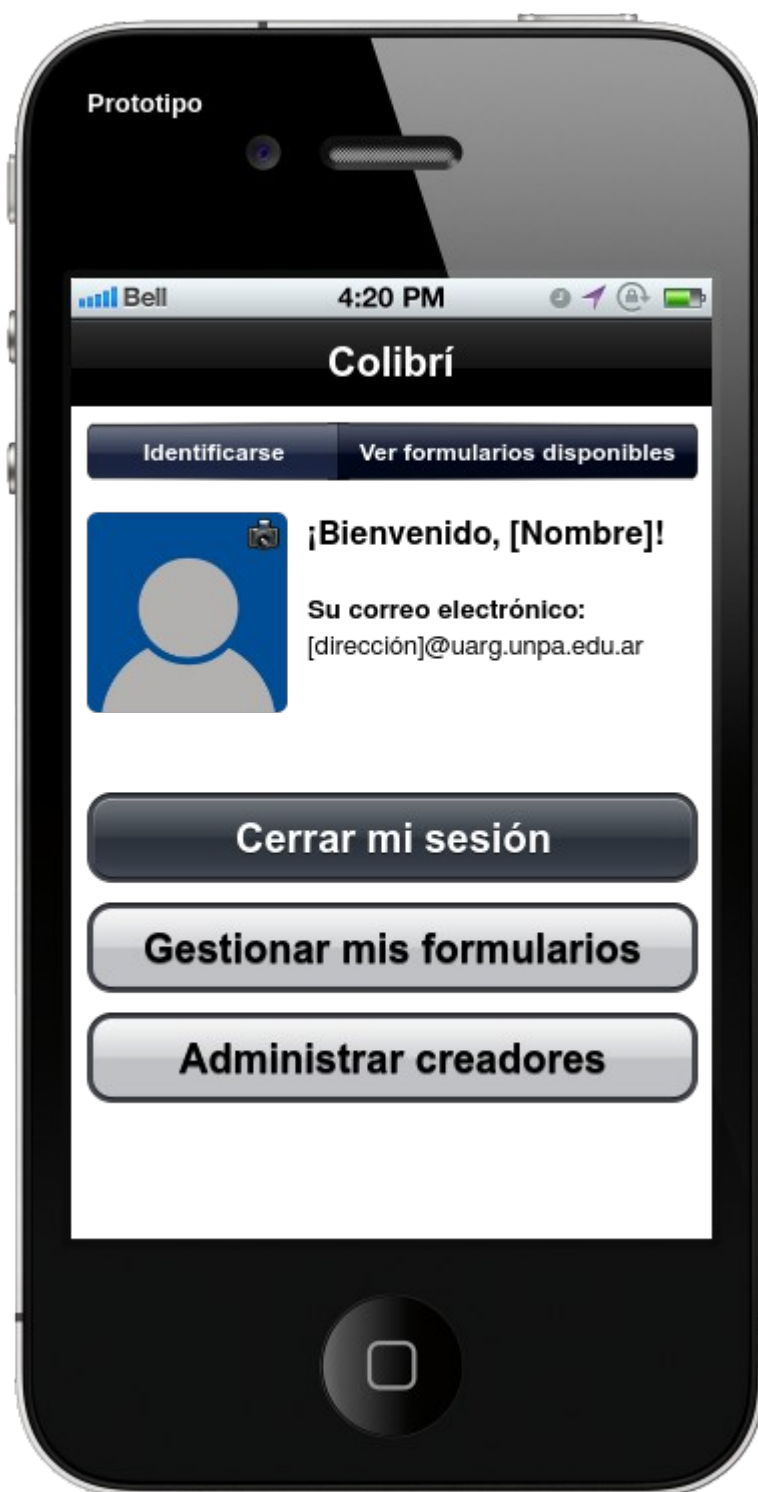 Prototipo
Bell 4:20 PM
Colibrí
Identificarse Ver formularios disponibles
¡Bienvenido, [Nombre]!
Su correo electrónico:
[dirección]@uarg.unpa.edu.ar
Cerrar mi sesión
Gestionar mis formularios
Administrar creadores